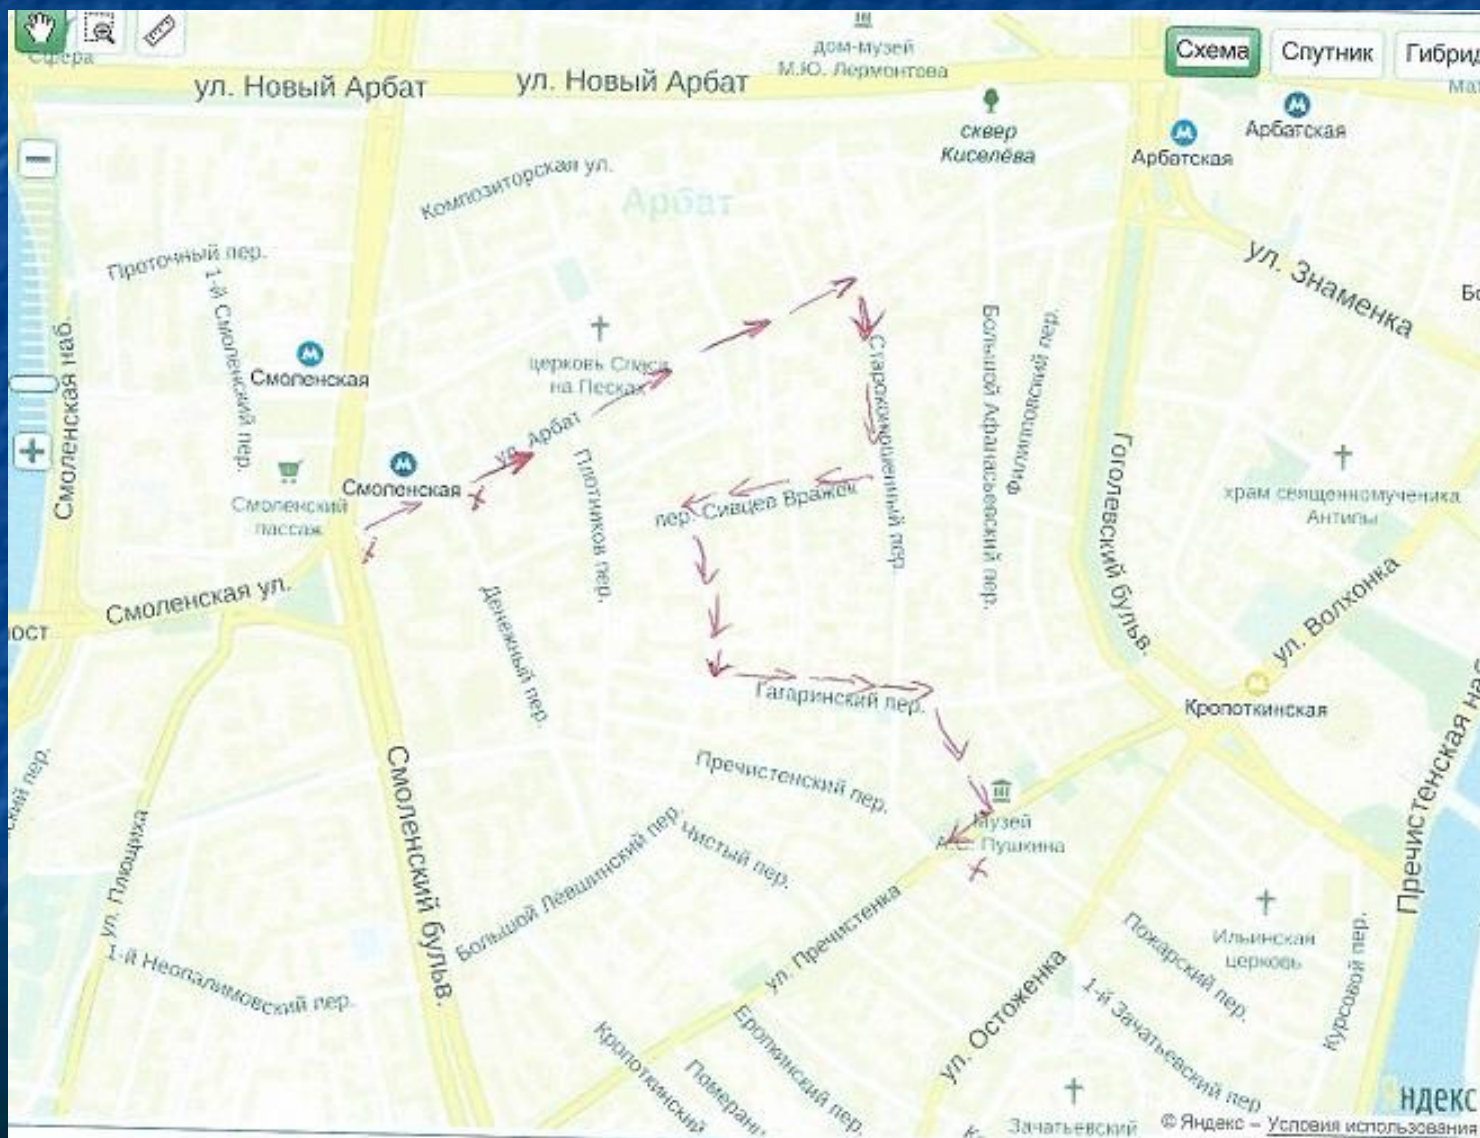 Сфера
дом-музей
М.Ю. Лермонтова
Схема
Спутник
Гибрид
ул. Новый Арбат
ул. Новый Арбат
сквер
Киселёва
Арбатская
Арбатская
Композиторская ул.
Арбат
Проточный пер.
1-й Смоленский пер.
ул. Знаменка
Смоленская наб.
Смоленская
церковь Спаса
на Песках
Староконюшенный пер.
Большой Афанасьевский пер.
Филипповский пер.
ул. Арбат
Смоленская
Смоленский
пассаж
Плотников пер.
пер. Сивцев Вражек
Гоголевский бульв.
храм священномученика
Антипы
Смоленская ул.
Денежный пер.
ул. Волхонка
Гагаринский пер.
Кропоткинская
Пречистенская наб.
Смоленский бульв.
Пречистенский пер.
Музей
А.С. Пушкина
ул. Плющиха
Большой Лёвшинский пер.
Чистый пер.
ул. Пречистенка
1-й Неопалимовский пер.
Ильинская
церковь
Пожарский пер.
Курсовой пер.
ул. Остоженка
1-й Зачатьевский пер
Кропоткинский
Еропкинский пер.
Зачатьевский
ндекс
© Яндекс – Условия использования